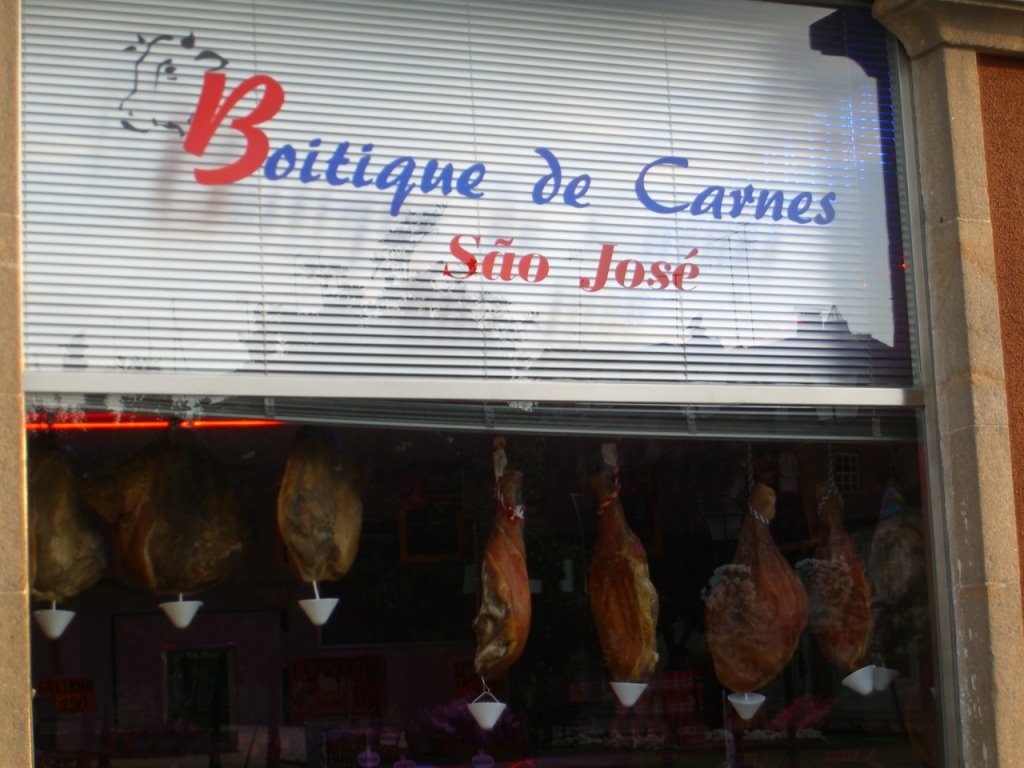 Boitique de Carnes
São José